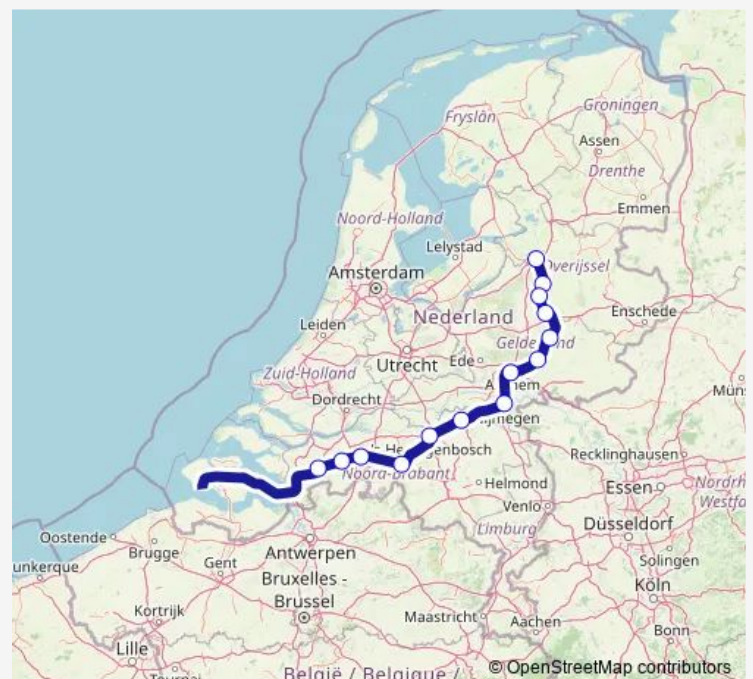 Groningen
Fryslân
Assen
Drenthe
Emmen
Noord-Holland
Lelystad
Overijssel
Amsterdam
Nederland
Enschede
Leiden
Utrecht
Ede
Zuid-Holland
Dordrecht
Noord-Brabant
Recklinghausen
Helmond
Essen
Venlo
Limburg
Düsseldorf
Oostende
Brugge
Antwerpen
Solingen
Gent
Bruxelles -
Brussel
Köln
Kortrijk
Maastricht
Aachen
Bonn
Lille
België / Belgique /
© OpenStreetMap contributors